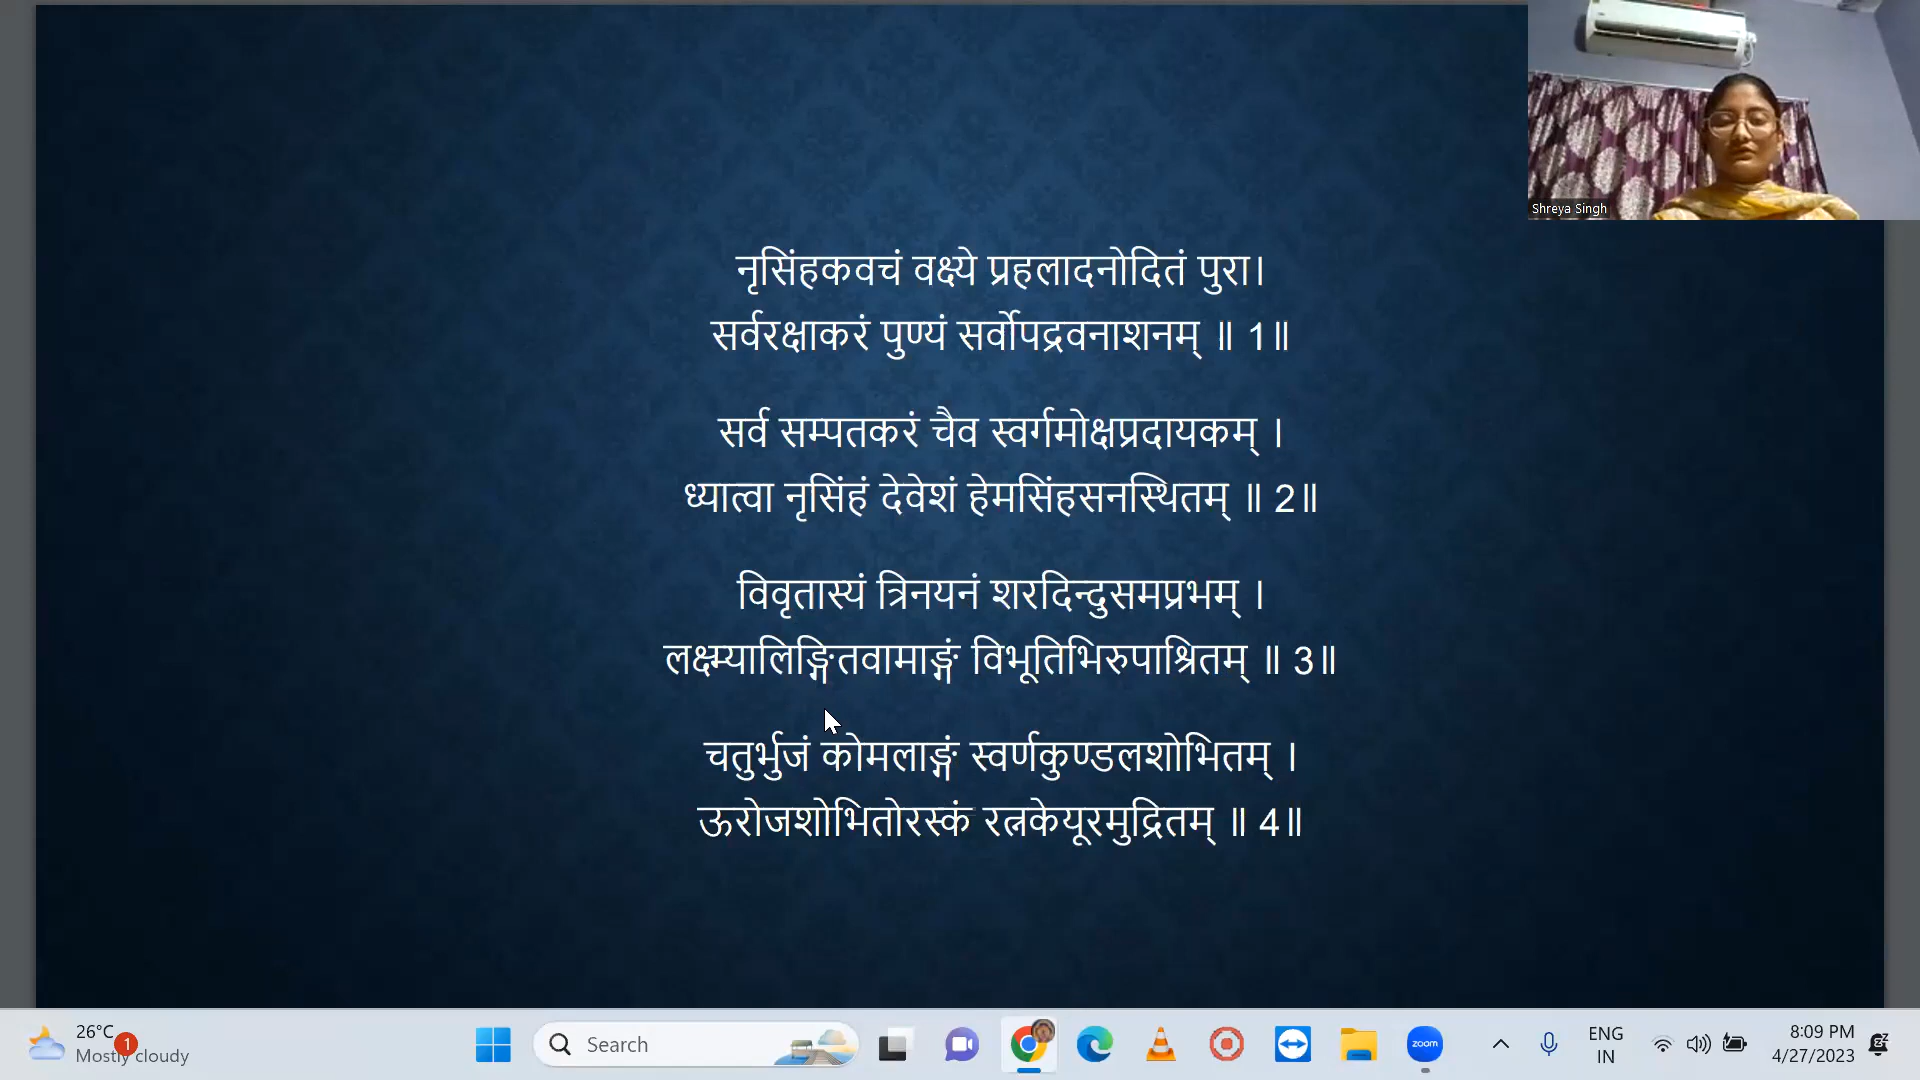 Shreya Singh
नृसिंहकवचं वक्ष्ये प्रहलादनोदितं पुरा।
सर्वरक्षाकरं पुण्यं सर्वोपद्रवनाशनम् ॥ 1॥
सर्व सम्पतकरं चैव स्वर्गमोक्षप्रदायकम् ।
ध्यात्वा नृसिंहं देवेशं हेमसिंहसनस्थितम् ॥ 2॥
विवृतास्यं त्रिनयनं शरदिन्दुसमप्रभम् ।
लक्ष्म्यालिङ्गितवामाङ्गं विभूतिभिरुपाश्रितम् ॥ 3॥
चतुर्भुजं कोमलाङ्गं स्वर्णकुण्डलशोभितम् ।
ऊरोजशोभितोरस्कं रत्नकेयूरमुद्रितम् ॥ 4॥
26°C
1
Mostly cloudy
Search
zoom
ENG
IN
8:09 PM
4/27/2023